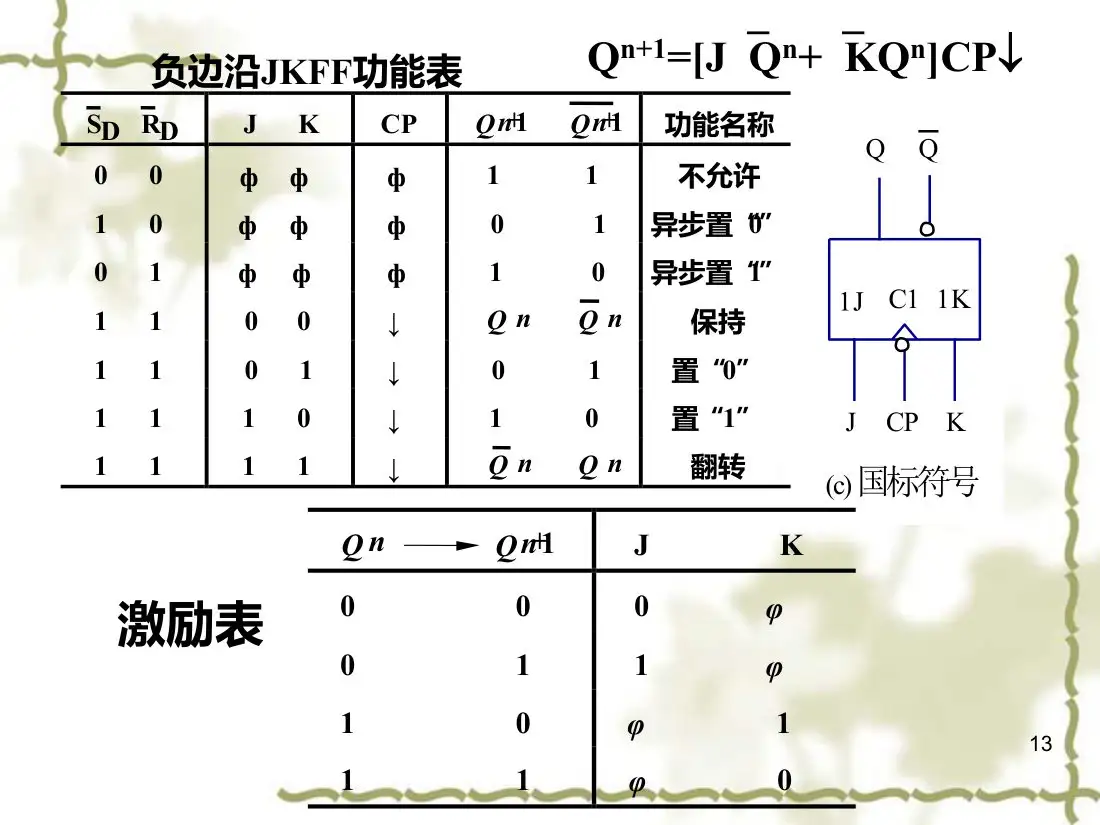 Qⁿ⁺¹=[J Q̅ⁿ+ K̅Qⁿ]CP↓
负边沿JKFF功能表
S̅D R̅D J K CP Qn+1 Q̅n̅+̅1̅ 功能名称
0 0 ф ф ф 1 1 不允许
1 0 ф ф ф 0 1 异步置“0”
0 1 ф ф ф 1 0 异步置“1”
1 1 0 0 ↓ Qn Q̅n 保持
1 1 0 1 ↓ 0 1 置“0”
1 1 1 0 ↓ 1 0 置“1”
1 1 1 1 ↓ Q̅n Qn 翻转
Q Q̅
1J C1 1K
J CP K
(c) 国标符号
激励表
Qn → Qn+1 J K
0 0 0 φ
0 1 1 φ
1 0 φ 1
1 1 φ 0
13